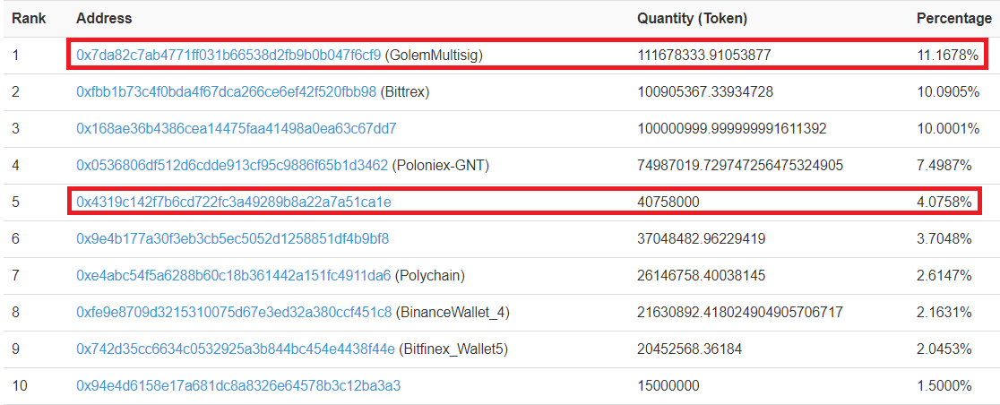 Rank Address Quantity (Token) Percentage
1 0x7da82c7ab4771ff031b66538d2fb9b0b047f6cf9 (GolemMultisig) 111678333.91053877 11.1678%
2 0xfbb1b73c4f0bda4f67dca266ce6ef42f520fbb98 (Bittrex) 100905367.33934728 10.0905%
3 0x168ae36b4386cea14475faa41498a0ea63c67dd7 100000999.999999991611392 10.0001%
4 0x0536806df512d6cdde913cf95c9886f65b1d3462 (Poloniex-GNT) 74987019.729747256475324905 7.4987%
5 0x4319c142f7b6cd722fc3a49289b8a22a7a51ca1e 40758000 4.0758%
6 0x9e4b177a30f3eb3cb5ec5052d1258851df4b9bf8 37048482.96229419 3.7048%
7 0xe4abc54f5a6288b60c18b361442a151fc4911da6 (Polychain) 26146758.40038145 2.6147%
8 0xfe9e8709d3215310075d67e3ed32a380ccf451c8 (BinanceWallet_4) 21630892.418024904905706717 2.1631%
9 0x742d35cc6634c0532925a3b844bc454e4438f44e (Bitfinex_Wallet5) 20452568.36184 2.0453%
10 0x94e4d6158e17a681dc8a8326e64578b3c12ba3a3 15000000 1.5000%